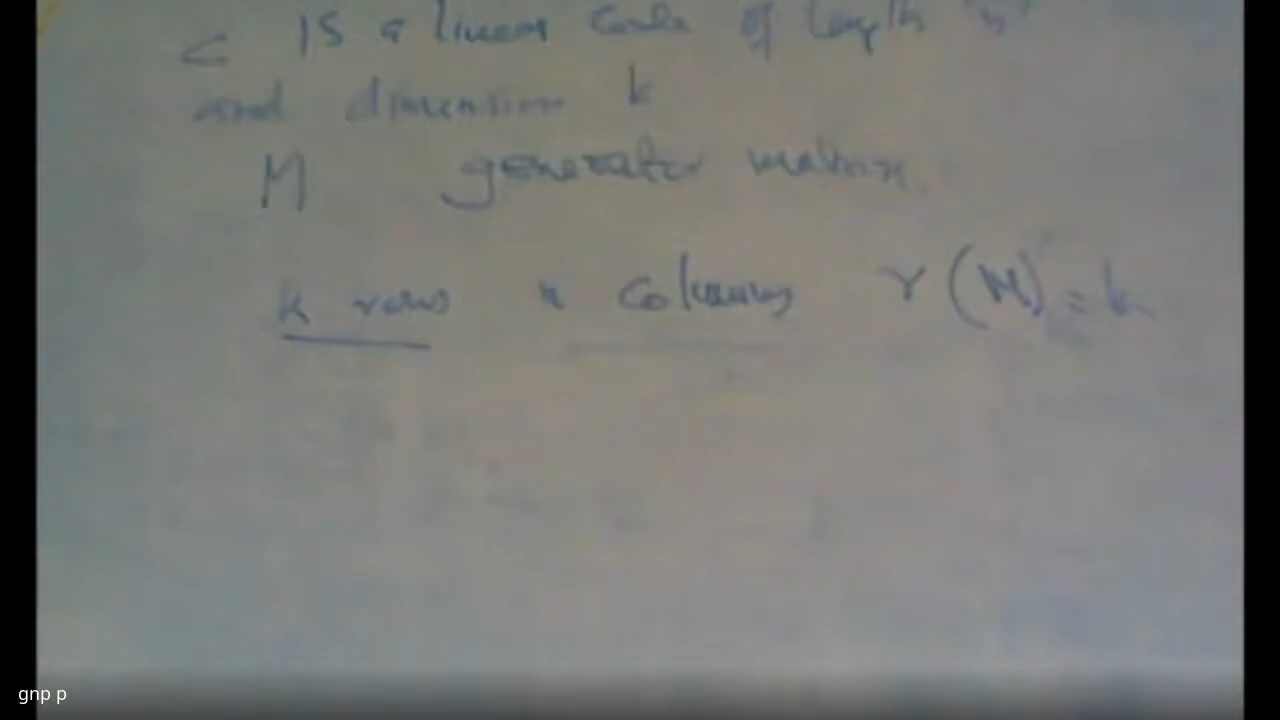 C is a linear code of length 'n'
and dimension k
M generator matrix.
k rows n columns r(M) = k
gnp p